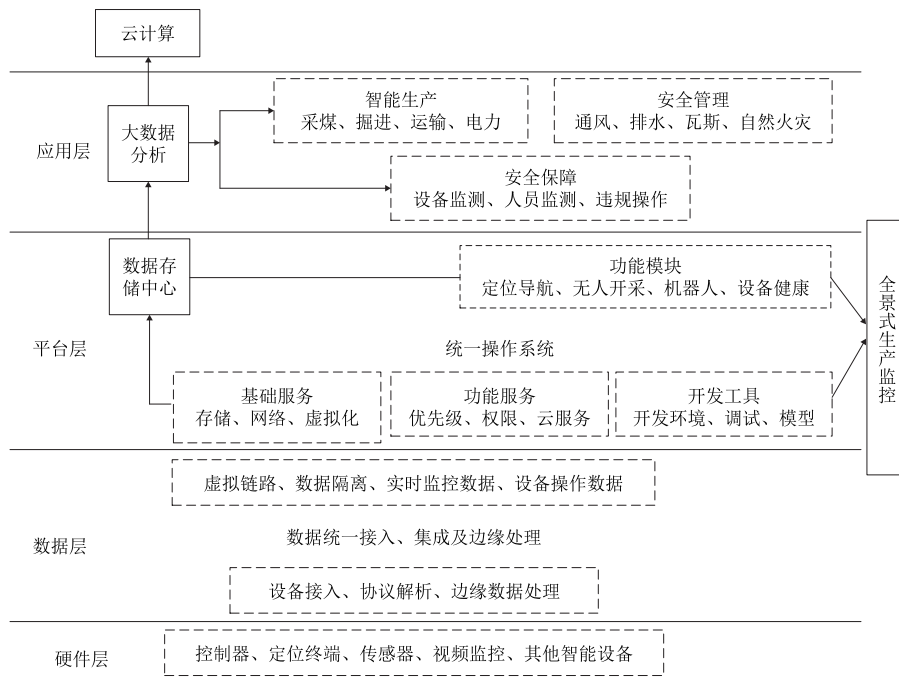 云计算
应用层
大数据
分析
智能生产
采煤、掘进、运输、电力
安全管理
通风、排水、瓦斯、自然火灾
安全保障
设备监测、人员监测、违规操作
平台层
数据存
储中心
功能模块
定位导航、无人开采、机器人、设备健康
统一操作系统
基础服务
存储、网络、虚拟化
功能服务
优先级、权限、云服务
开发工具
开发环境、调试、模型
全景式生产监控
数据层
虚拟链路、数据隔离、实时监控数据、设备操作数据
数据统一接入、集成及边缘处理
设备接入、协议解析、边缘数据处理
硬件层
控制器、定位终端、传感器、视频监控、其他智能设备